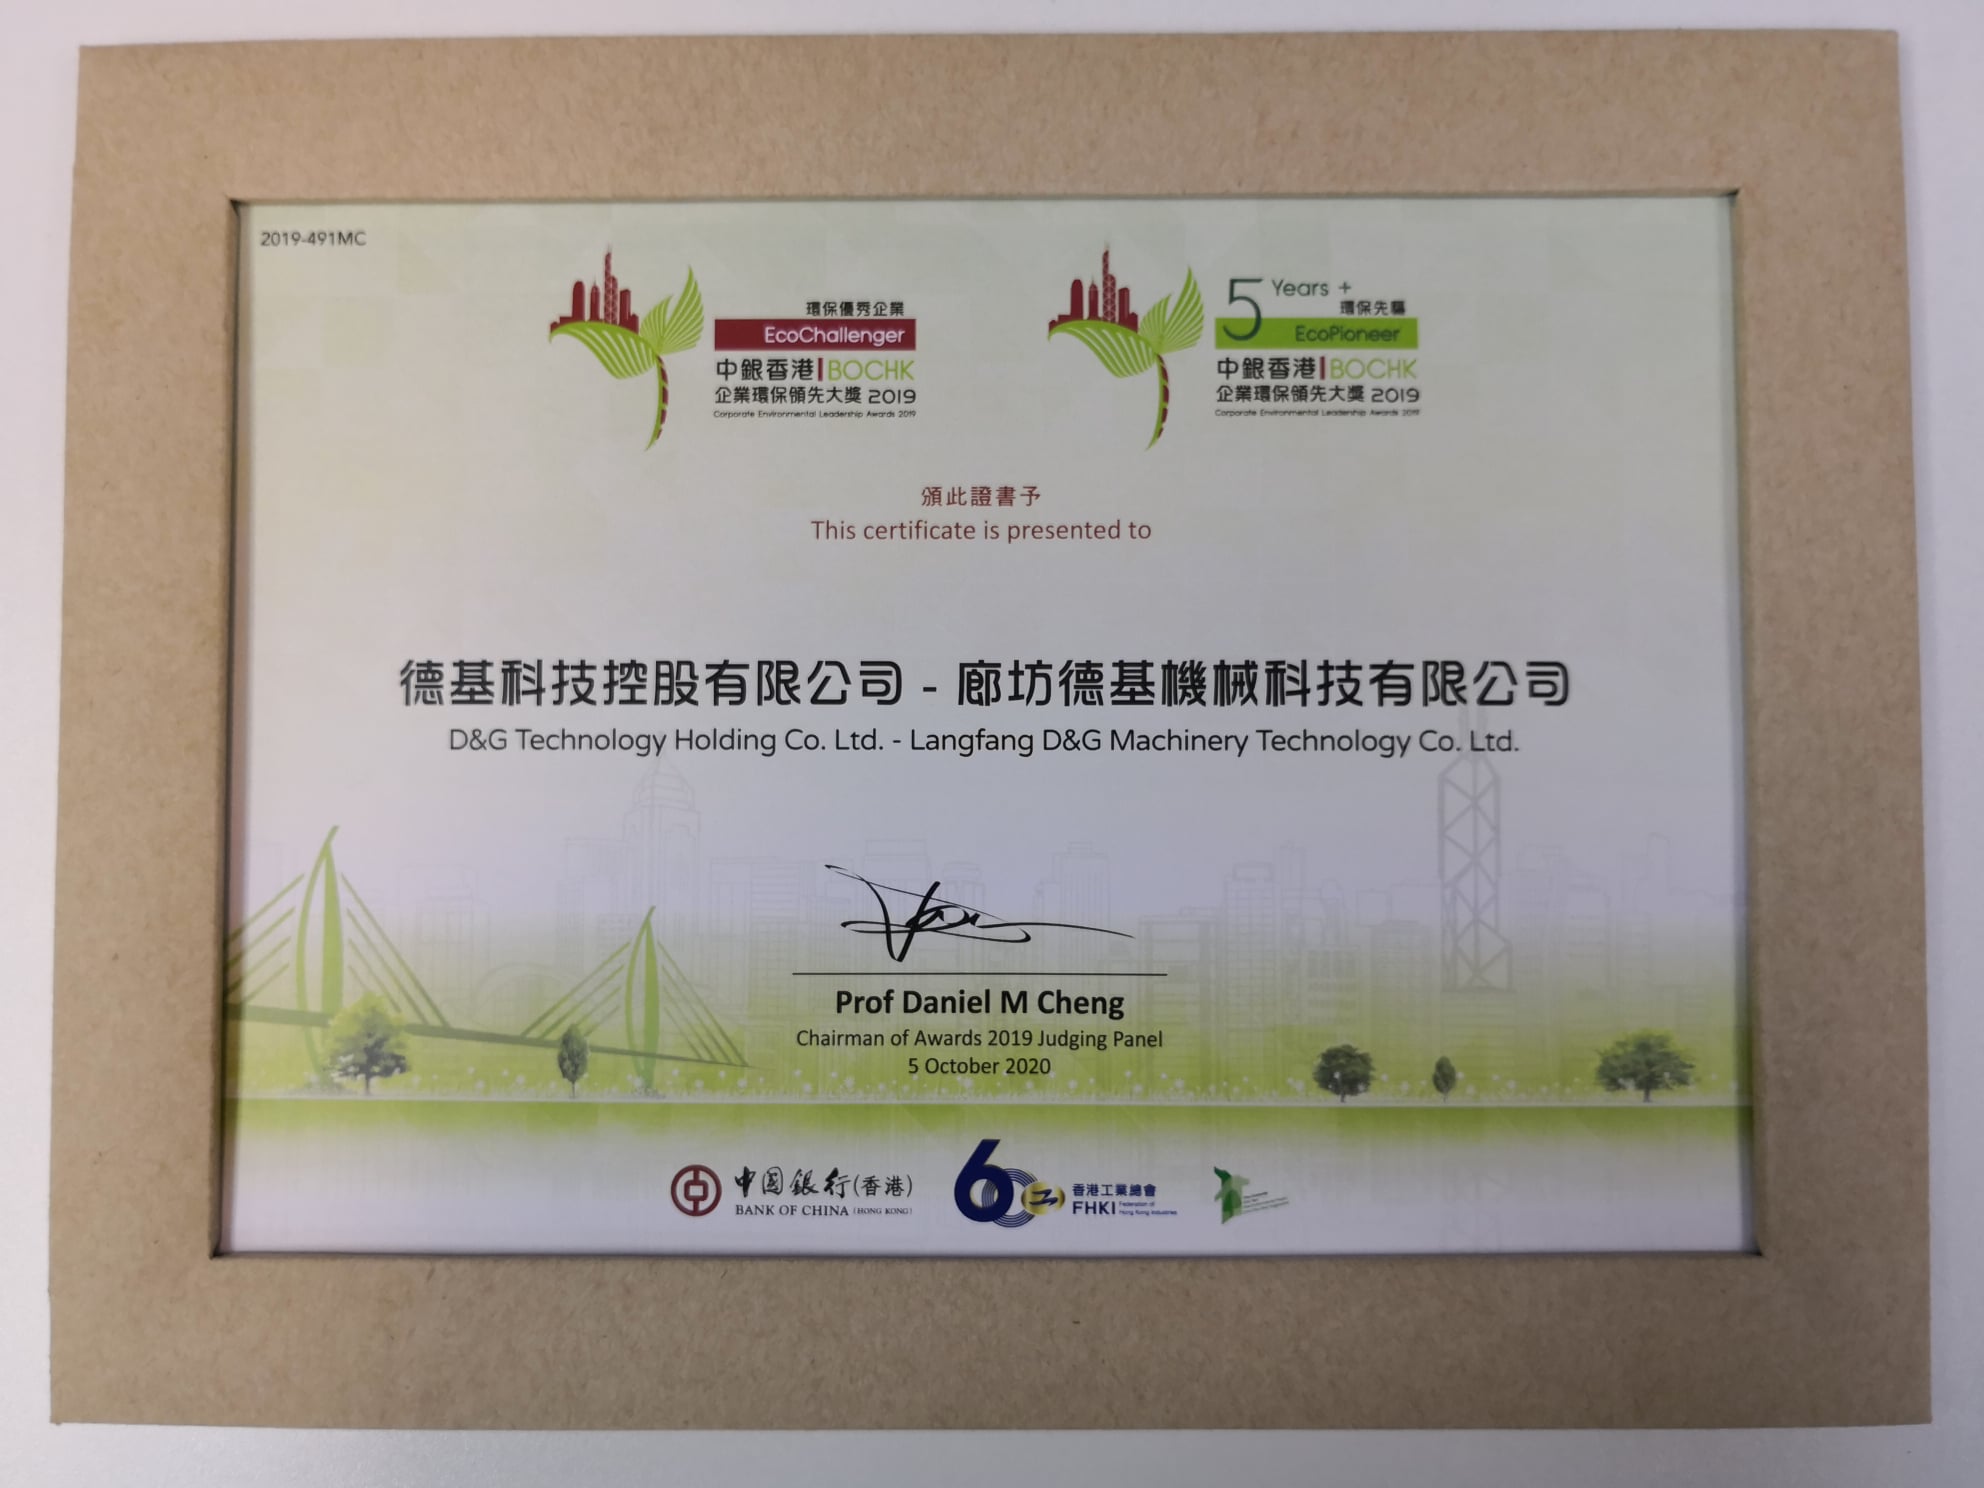 2019-491MC
環保優秀企業
EcoChallenger
中銀香港 BOCHK
企業環保領先大獎 2019
Corporate Environmental Leadership Awards 2019
5 Years +
環保先驅
EcoPioneer
中銀香港 BOCHK
企業環保領先大獎 2019
Corporate Environmental Leadership Awards 2019
頒此證書予
This certificate is presented to
德基科技控股有限公司 - 廊坊德基機械科技有限公司
D&G Technology Holding Co. Ltd. - Langfang D&G Machinery Technology Co. Ltd.
Prof Daniel M Cheng
Chairman of Awards 2019 Judging Panel
5 October 2020
中國銀行(香港)
BANK OF CHINA (HONG KONG)
60
香港工業總會
FHKI Federation of
Hong Kong Industries